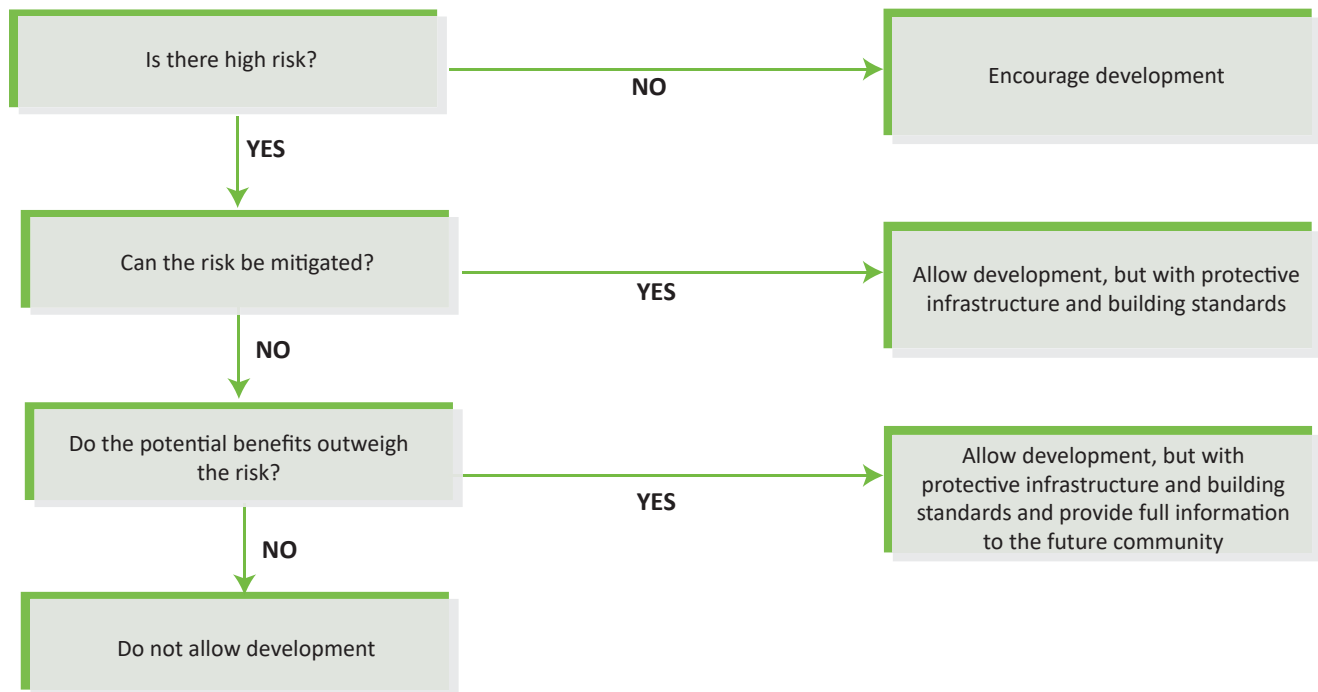 Is there high risk?
NO
Encourage development
YES
Can the risk be mitigated?
YES
Allow development, but with protective
infrastructure and building standards
NO
Do the potential benefits outweigh
the risk?
YES
Allow development, but with
protective infrastructure and building
standards and provide full information
to the future community
NO
Do not allow development